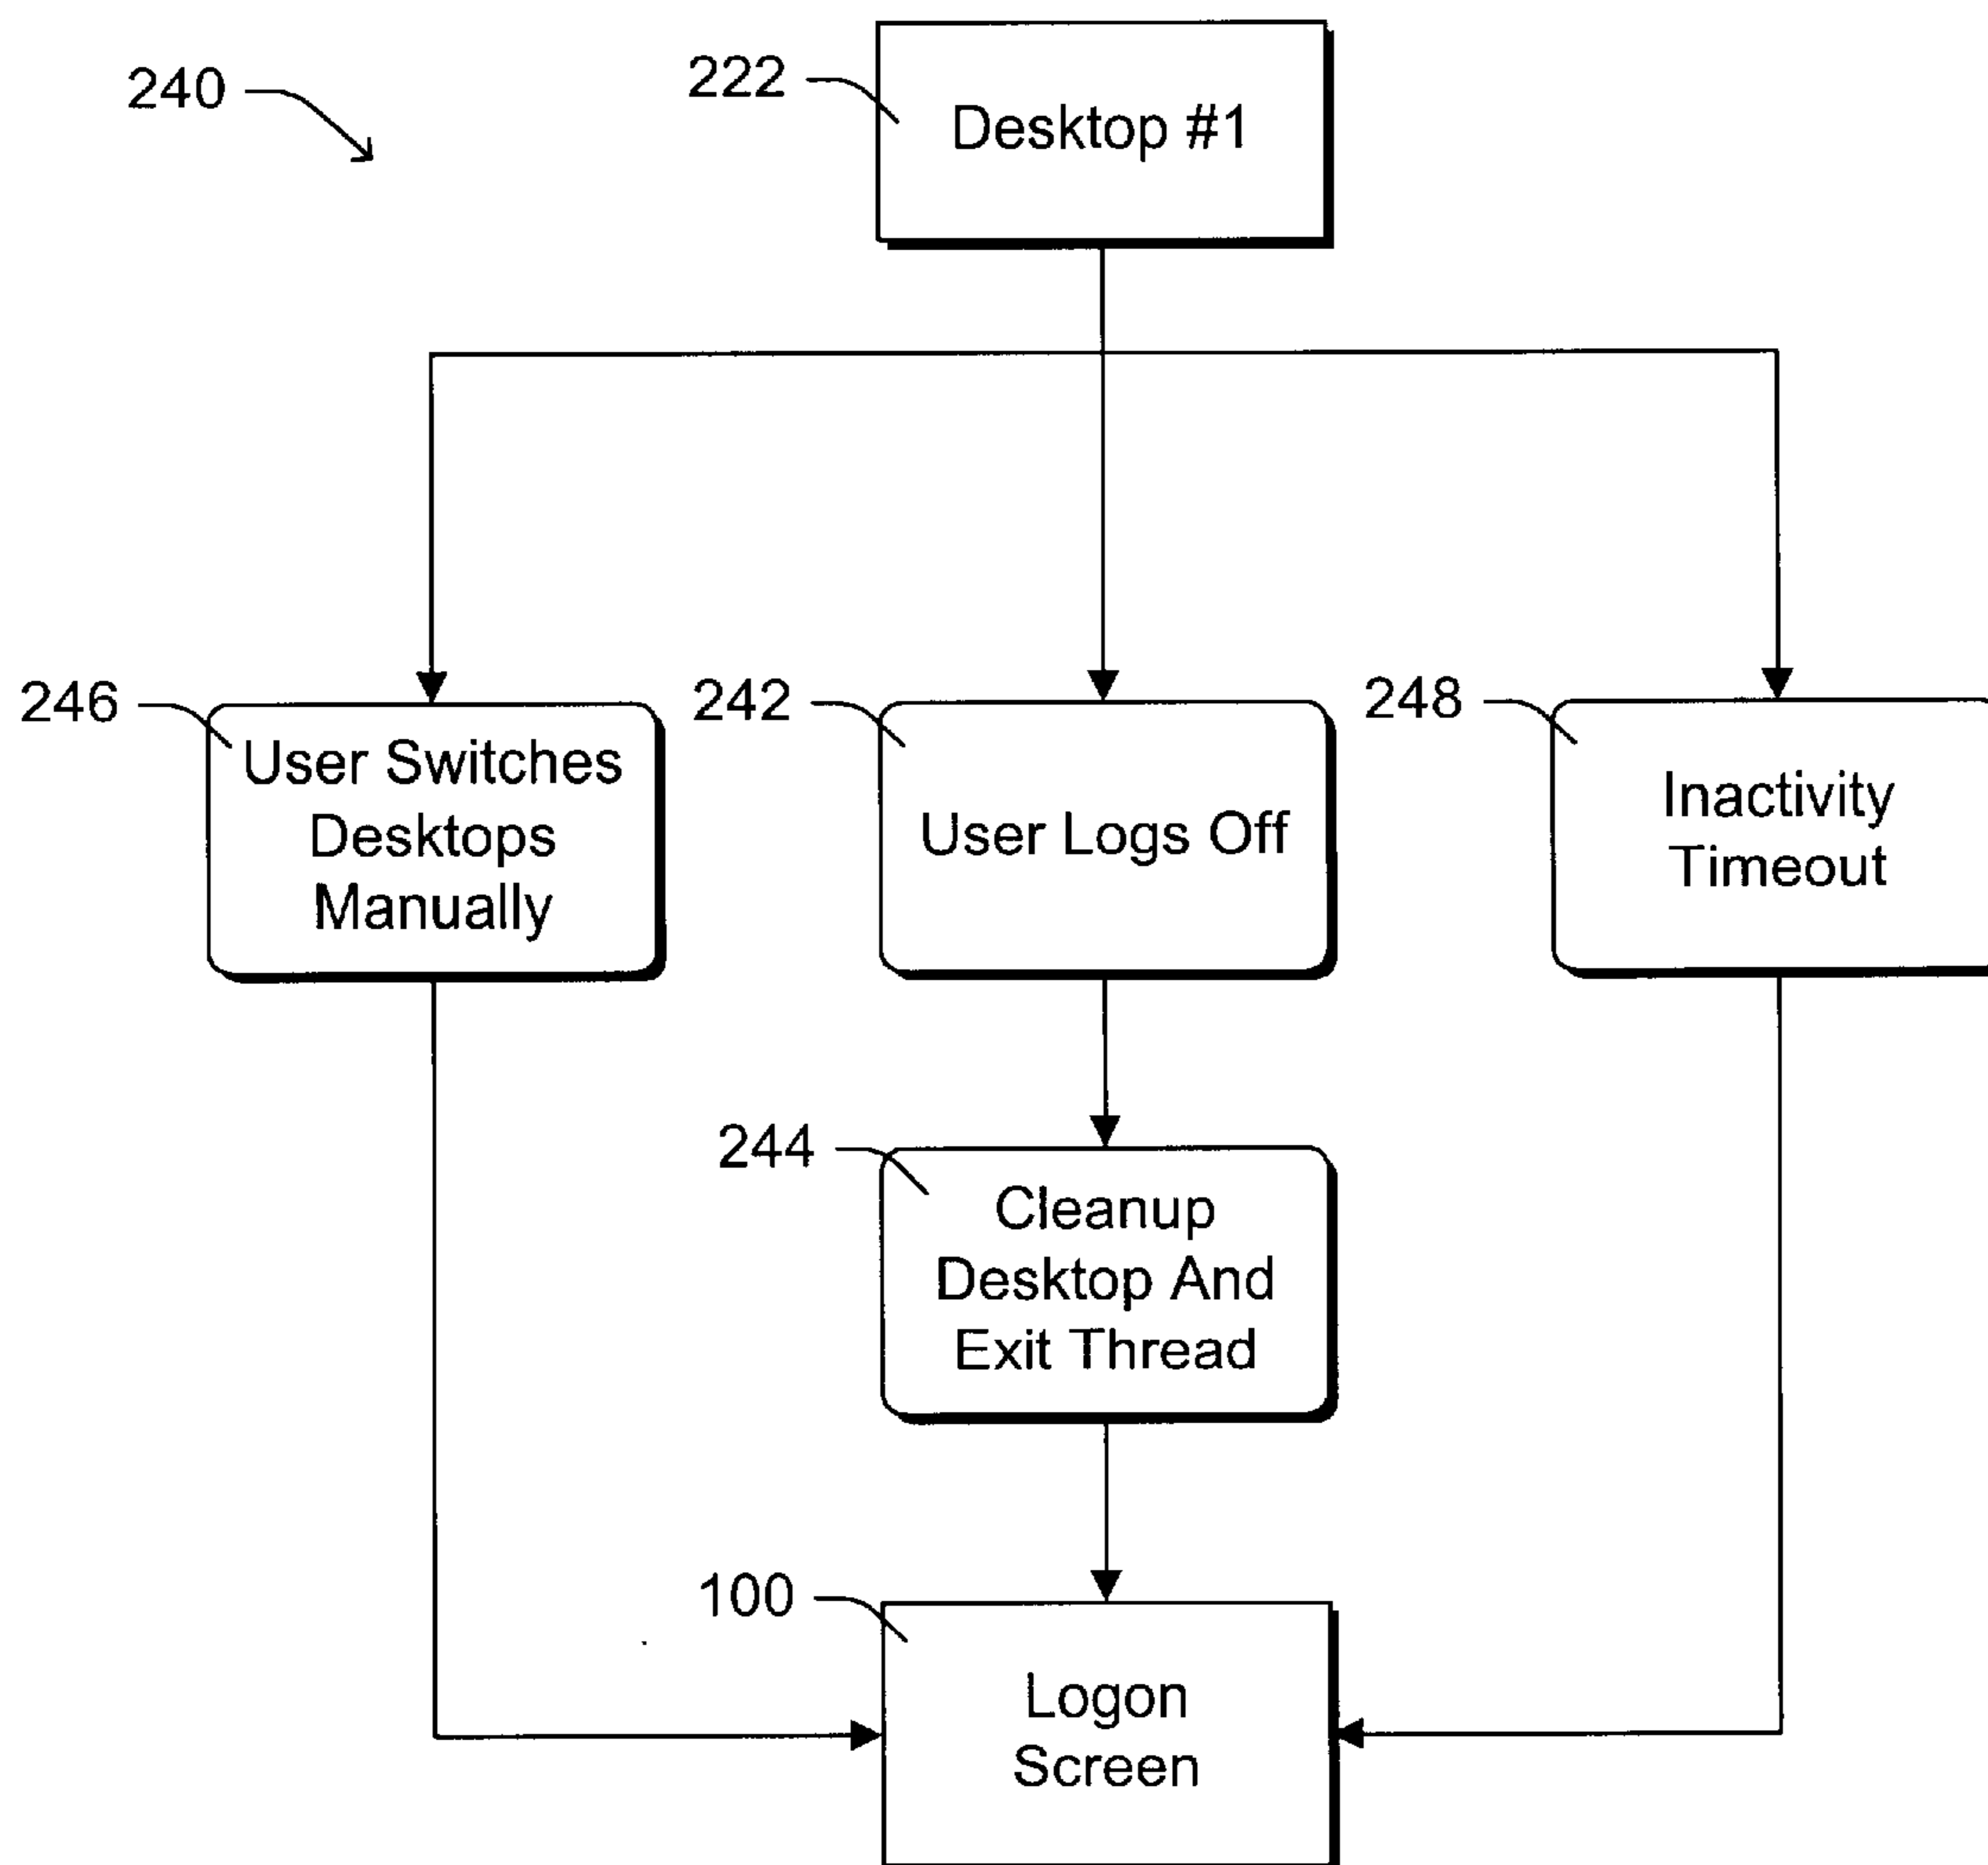 240
222
Desktop #1
246
User Switches
Desktops
Manually
242
User Logs Off
248
Inactivity
Timeout
244
Cleanup
Desktop And
Exit Thread
100
Logon
Screen